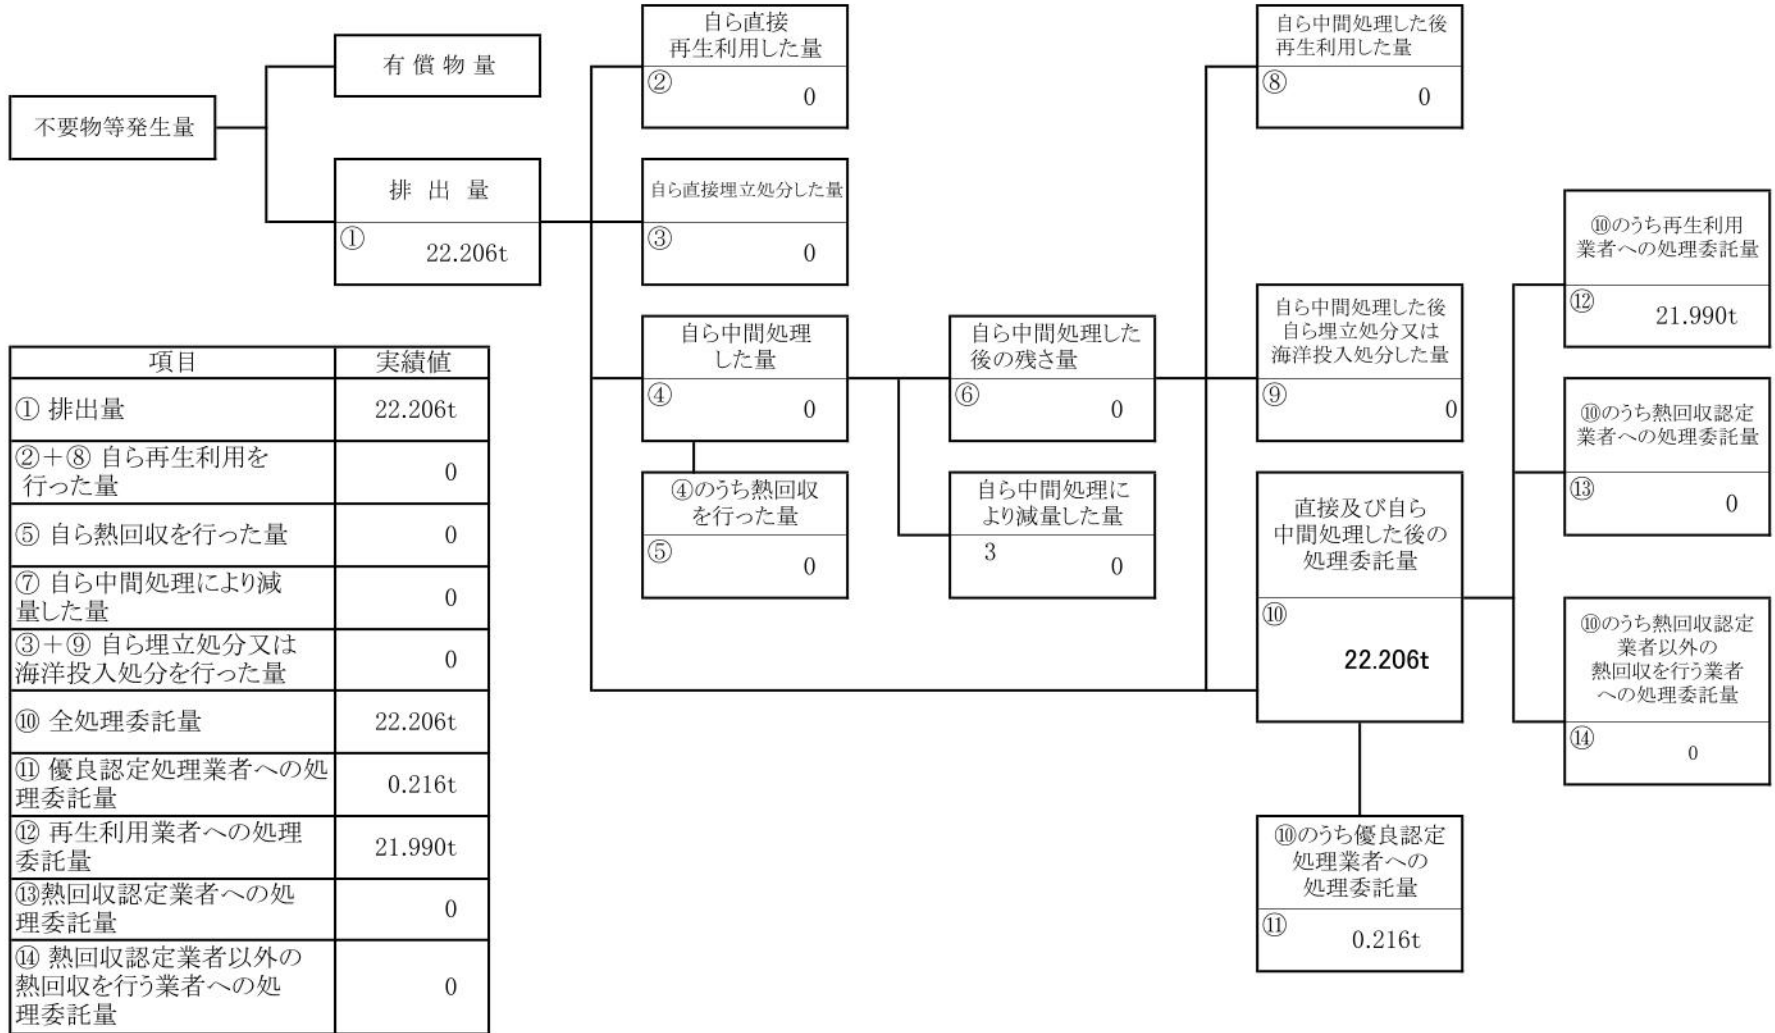 不要物等発生量
有 償 物 量
排 出 量
①
22.206t
自ら直接
再生利用した量
②
0
自ら直接埋立処分した量
③
0
自ら中間処理
した量
④
0
④のうち熱回収
を行った量
⑤
0
自ら中間処理した
後の残さ量
⑥
0
自ら中間処理に
より減量した量
3
0
自ら中間処理した後
再生利用した量
⑧
0
自ら中間処理した後
自ら埋立処分又は
海洋投入処分した量
⑨
0
直接及び自ら
中間処理した後の
処理委託量
⑩
22.206t
⑩のうち優良認定
処理業者への
処理委託量
⑪
0.216t
⑩のうち再生利用
業者への処理委託量
⑫
21.990t
⑩のうち熱回収認定
業者への処理委託量
⑬
0
⑩のうち熱回収認定
業者以外の
熱回収を行う業者
への処理委託量
⑭
0
項目 実績値
① 排出量 22.206t
②+⑧ 自ら再生利用を
行った量 0
⑤ 自ら熱回収を行った量 0
⑦ 自ら中間処理により減
量した量 0
③+⑨ 自ら埋立処分又は
海洋投入処分を行った量 0
⑩ 全処理委託量 22.206t
⑪ 優良認定処理業者への処
理委託量 0.216t
⑫ 再生利用業者への処理
委託量 21.990t
⑬熱回収認定業者への処
理委託量 0
⑭ 熱回収認定業者以外の
熱回収を行う業者への処
理委託量 0